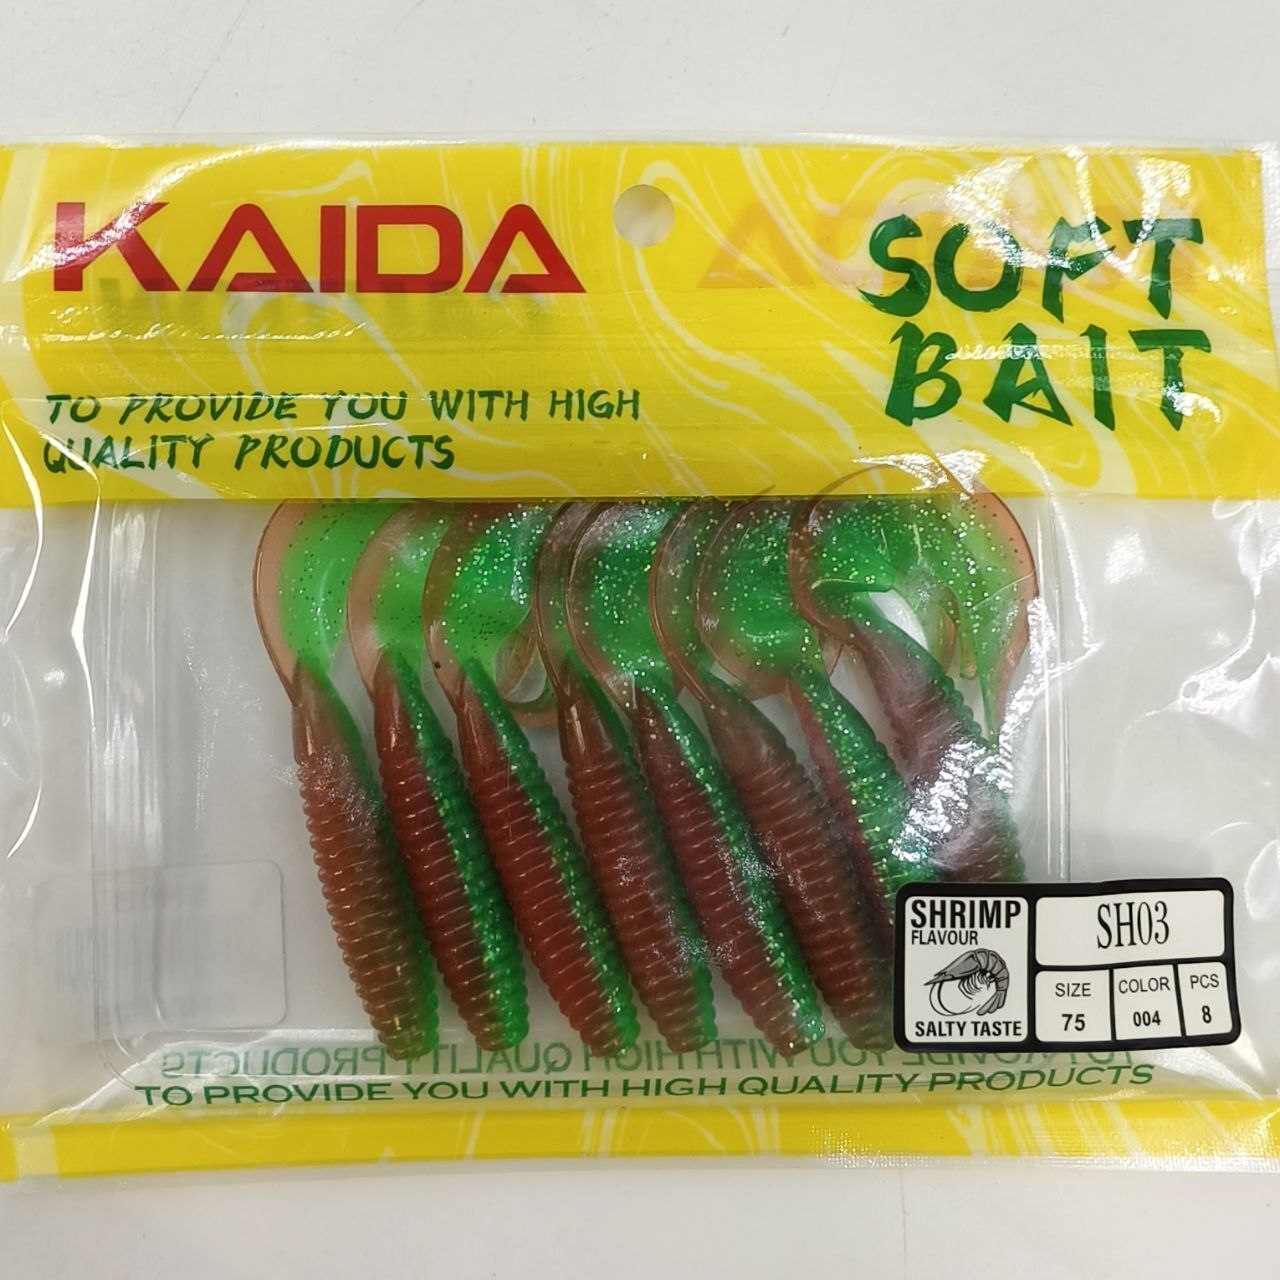 KAIDA
SOFT
BAIT
TO PROVIDE YOU WITH HIGH
QUALITY PRODUCTS
SHRIMP
FLAVOUR
SALTY TASTE
SH03
SIZE
75
COLOR
004
PCS
8
TO PROVIDE YOU WITH HIGH QUALITY PRODUCTS